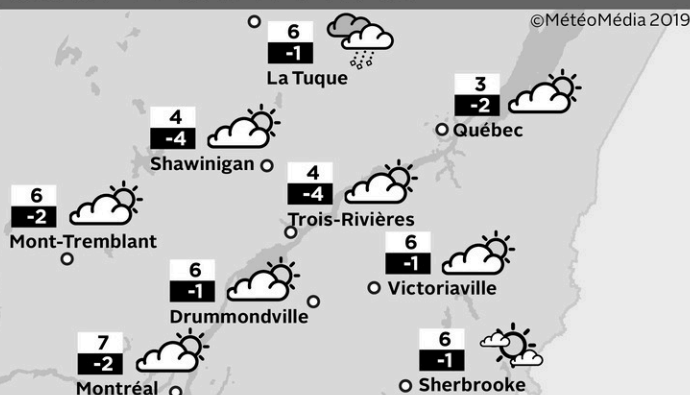 ©MétéoMédia 2019
6
-1
La Tuque
3
-2
Québec
4
-4
Shawinigan
4
-4
Trois-Rivières
6
-2
Mont-Tremblant
6
-1
Victoriaville
6
-1
Drummondville
7
-2
Montréal
6
-1
Sherbrooke